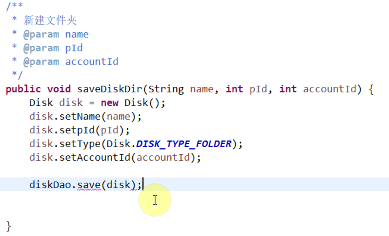 /**
 * 新建文件夹
 * @param name
 * @param pId
 * @param accountId
 */
public void saveDiskDir(String name, int pId, int accountId) {
    Disk disk = new Disk();
    disk.setName(name);
    disk.setpId(pId);
    disk.setType(Disk.DISK_TYPE_FOLDER);
    disk.setAccountId(accountId);
    diskDao.save(disk);
}